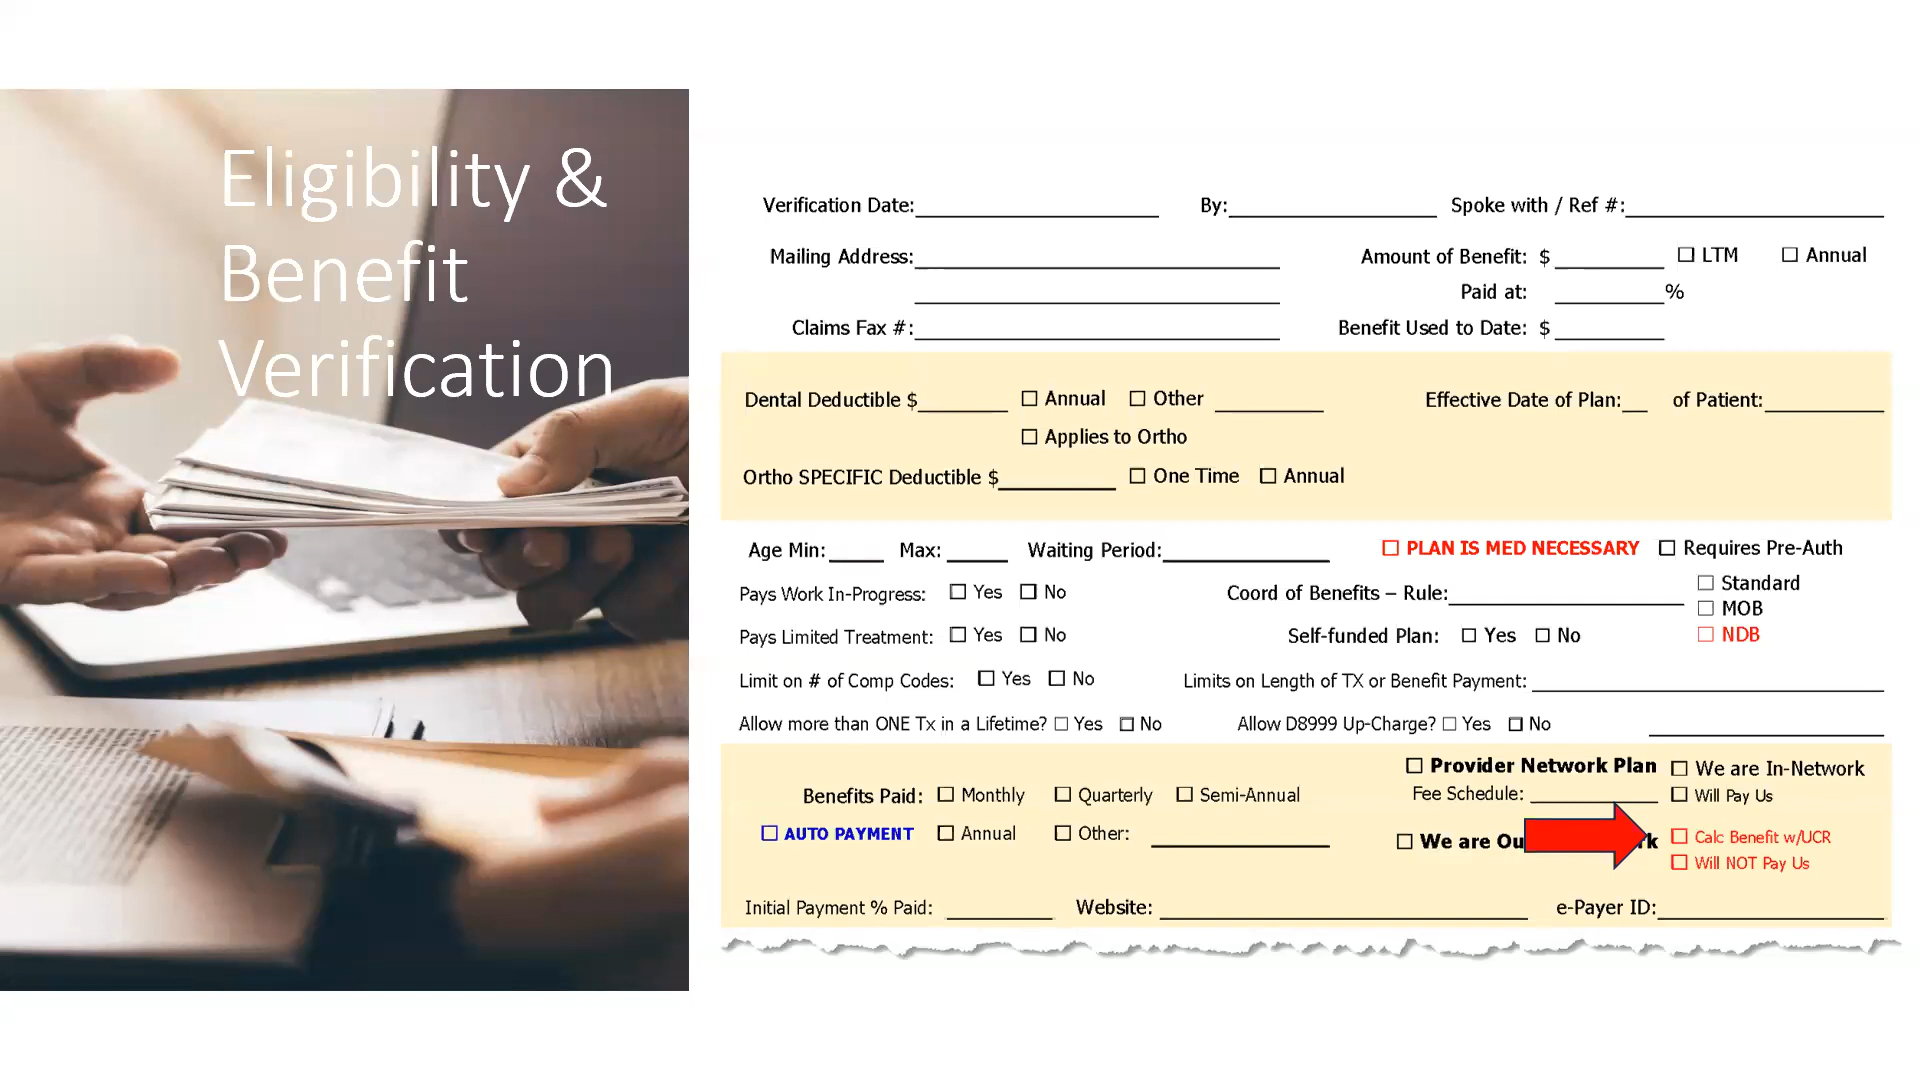 Eligibility &
Benefit
Verification
Verification Date: By: Spoke with / Ref #:
Mailing Address: Amount of Benefit: $ ☐ LTM ☐ Annual
Paid at: %
Claims Fax #: Benefit Used to Date: $
Dental Deductible $ ☐ Annual ☐ Other Effective Date of Plan: of Patient:
☐ Applies to Ortho
Ortho SPECIFIC Deductible $ ☐ One Time ☐ Annual
Age Min: Max: Waiting Period: ☐ PLAN IS MED NECESSARY ☐ Requires Pre-Auth
Pays Work In-Progress: ☐ Yes ☐ No Coord of Benefits – Rule: ☐ Standard
☐ MOB
Pays Limited Treatment: ☐ Yes ☐ No Self-funded Plan: ☐ Yes ☐ No ☐ NDB
Limit on # of Comp Codes: ☐ Yes ☐ No Limits on Length of TX or Benefit Payment:
Allow more than ONE Tx in a Lifetime? ☐ Yes ☐ No Allow D8999 Up-Charge? ☐ Yes ☐ No
☐ Provider Network Plan ☐ We are In-Network
Benefits Paid: ☐ Monthly ☐ Quarterly ☐ Semi-Annual Fee Schedule: ☐ Will Pay Us
☐ AUTO PAYMENT ☐ Annual ☐ Other: ☐ We are ☐ Calc Benefit w/UCR
☐ Will NOT Pay Us
Initial Payment % Paid: Website: e-Payer ID: